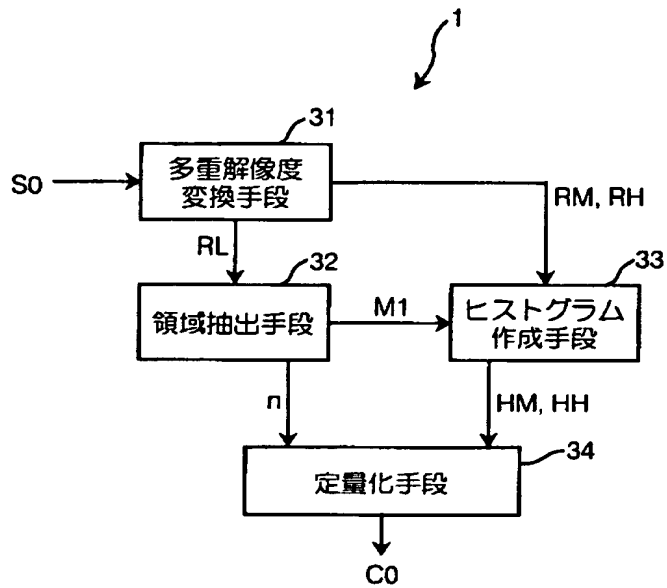 1
31
多重解像度
変換手段
S0
RM, RH
RL
32
33
領域抽出手段
M1
ヒストグラム
作成手段
n
HM, HH
34
定量化手段
C0